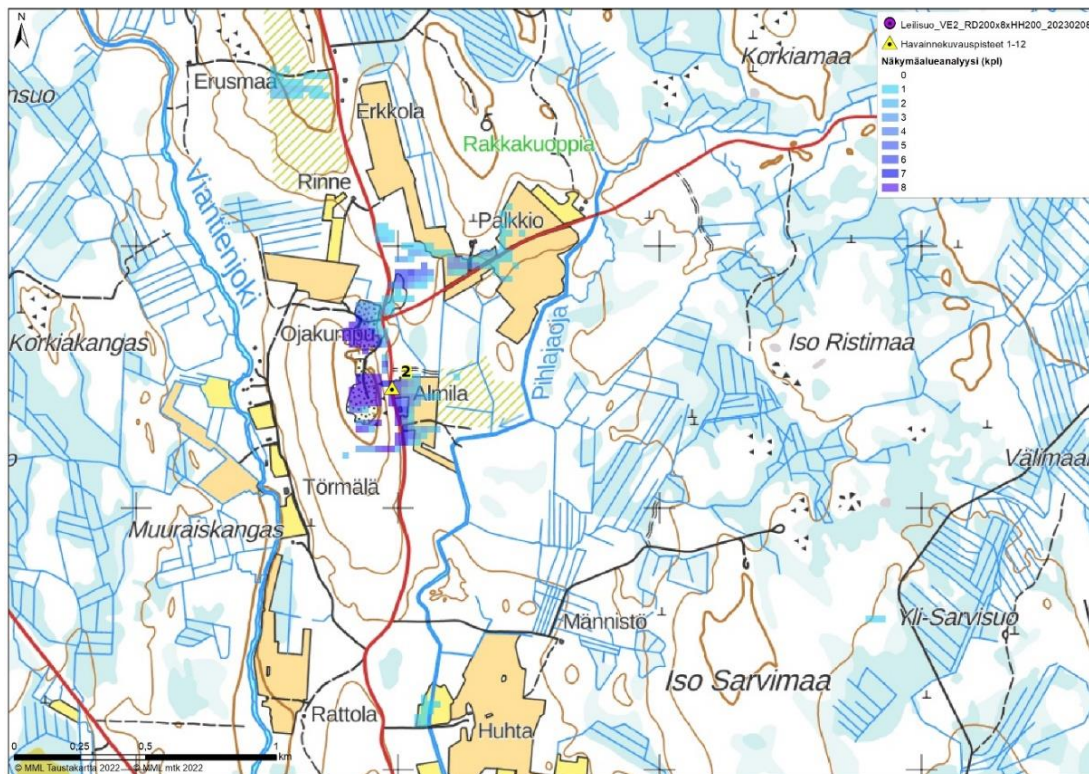 N
Leilisuo_VE2_RD200x8xHH200_20230208
Havainnekuvauspisteet 1-12
Näkymäalueanalyysi (kpl)
0
1
2
3
4
5
6
7
8
Korkiamaa
Erusmaa
Erkkola
Rakkakuoppia
Viantienjoki
Rinne
Palkkio
Korkiakangas
Ojakumpu
Iso Ristimaa
Pihlajaoja
2
Almila
Törmälä
Muuraiskangas
Männistö
Yli-Sarvisuo
Iso Sarvimaa
Rattola
Huhta
0 0,25 0,5 1
km
© MML Taustakartta 2022 © MML mtk 2022